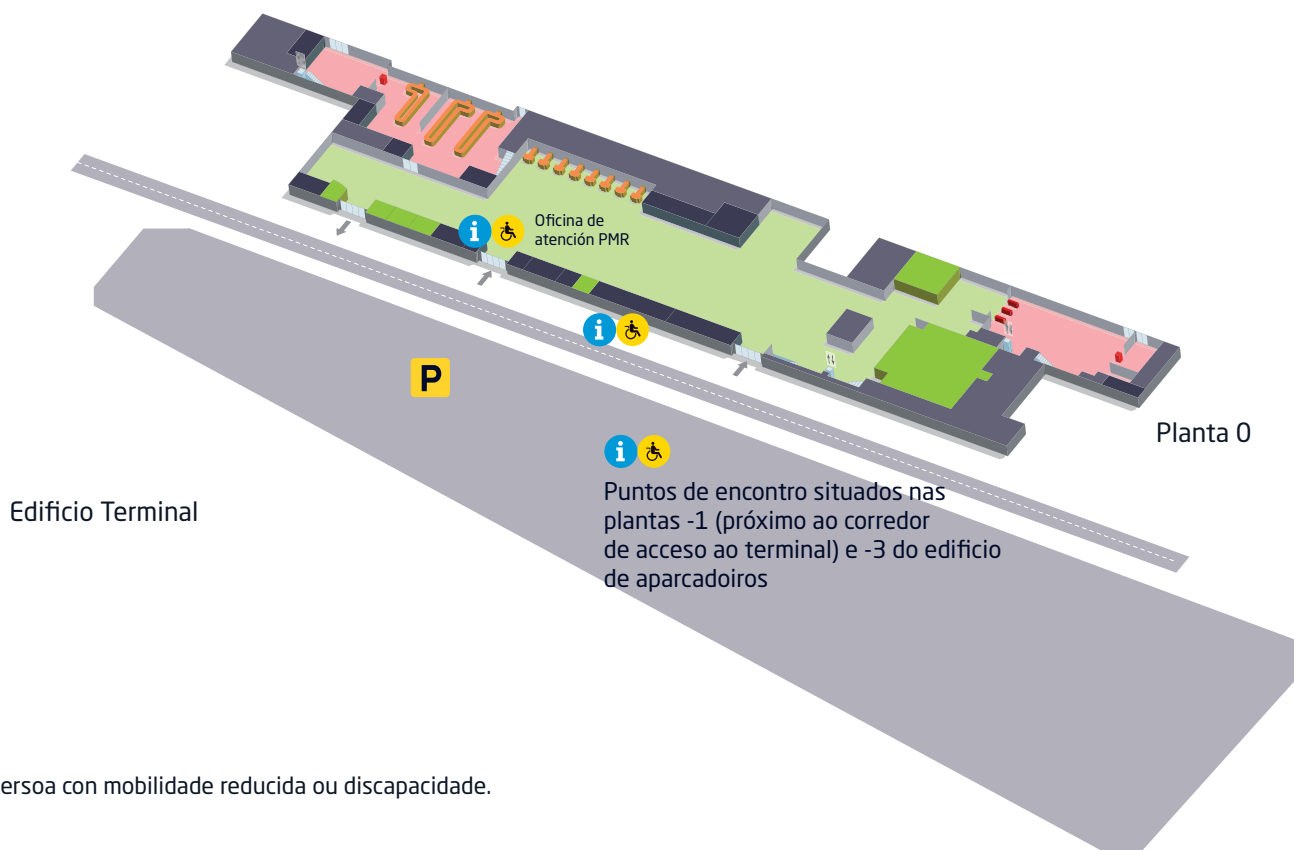 Oficina de
atención PMR
P
Planta 0
Edificio Terminal
Puntos de encontro situados nas
plantas -1 (próximo ao corredor
de acceso ao terminal) e -3 do edificio
de aparcadoiros
ersoa con mobilidade reducida ou discapacidade.